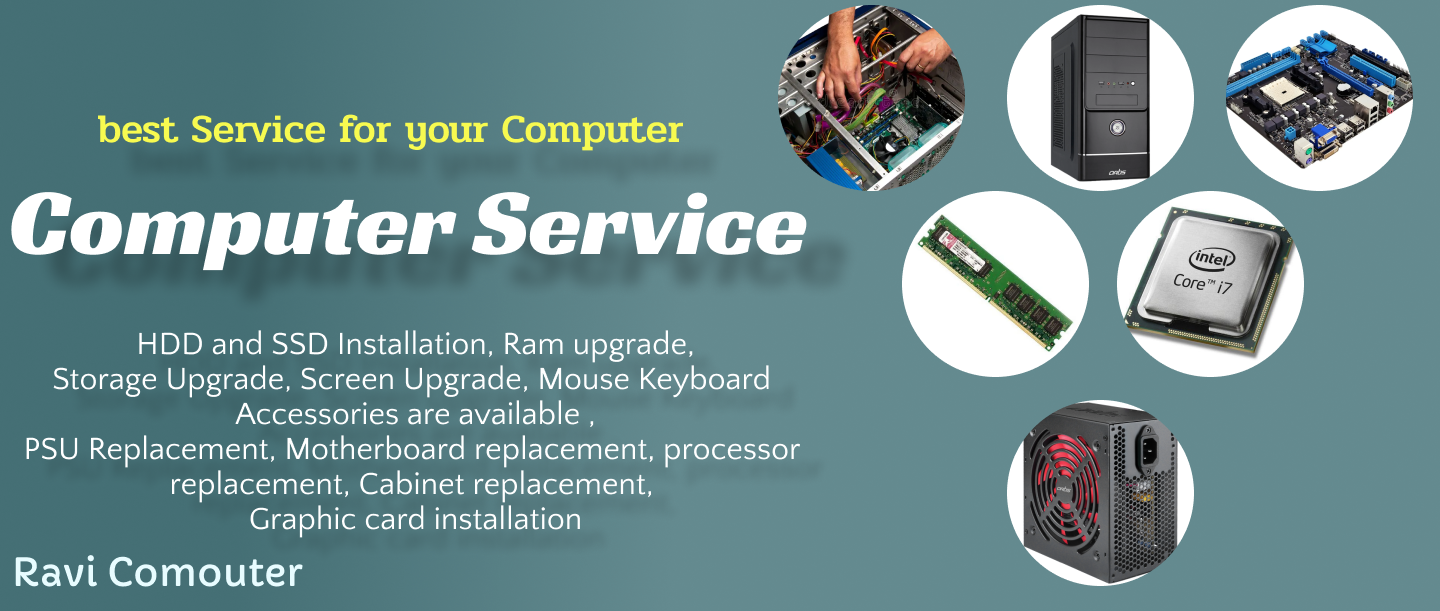 best Service for your Computer
Computer Service
HDD and SSD Installation, Ram upgrade,
Storage Upgrade, Screen Upgrade, Mouse Keyboard
Accessories are available ,
PSU Replacement, Motherboard replacement, processor
replacement, Cabinet replacement,
Graphic card installation
Ravi Comouter
intel
Core™ i7